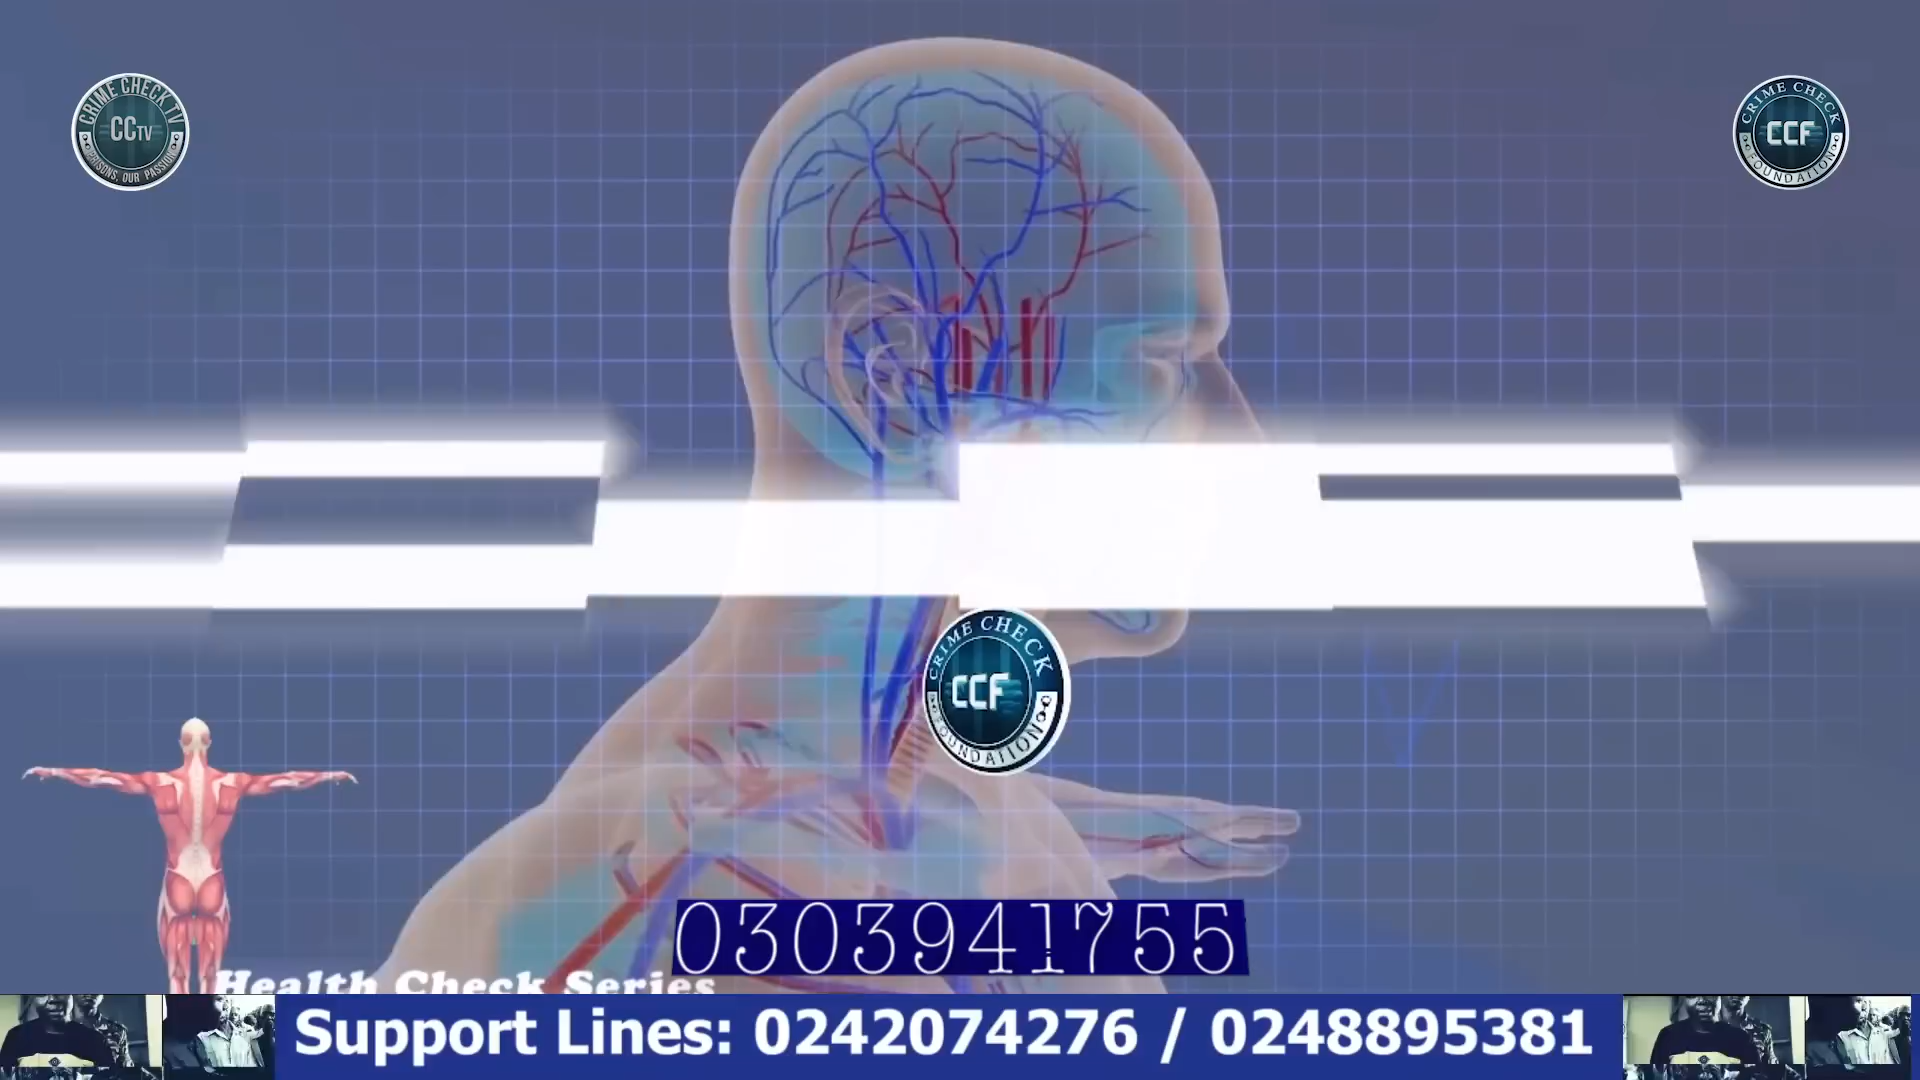 CRIME CHECK TV
CCTV
PRISONS, OUR PASSION
CRIME CHECK
CCF
FOUNDATION
CRIME CHECK
CCF
FOUNDATION
0303941755
Health Check Series
Support Lines: 0242074276 / 0248895381